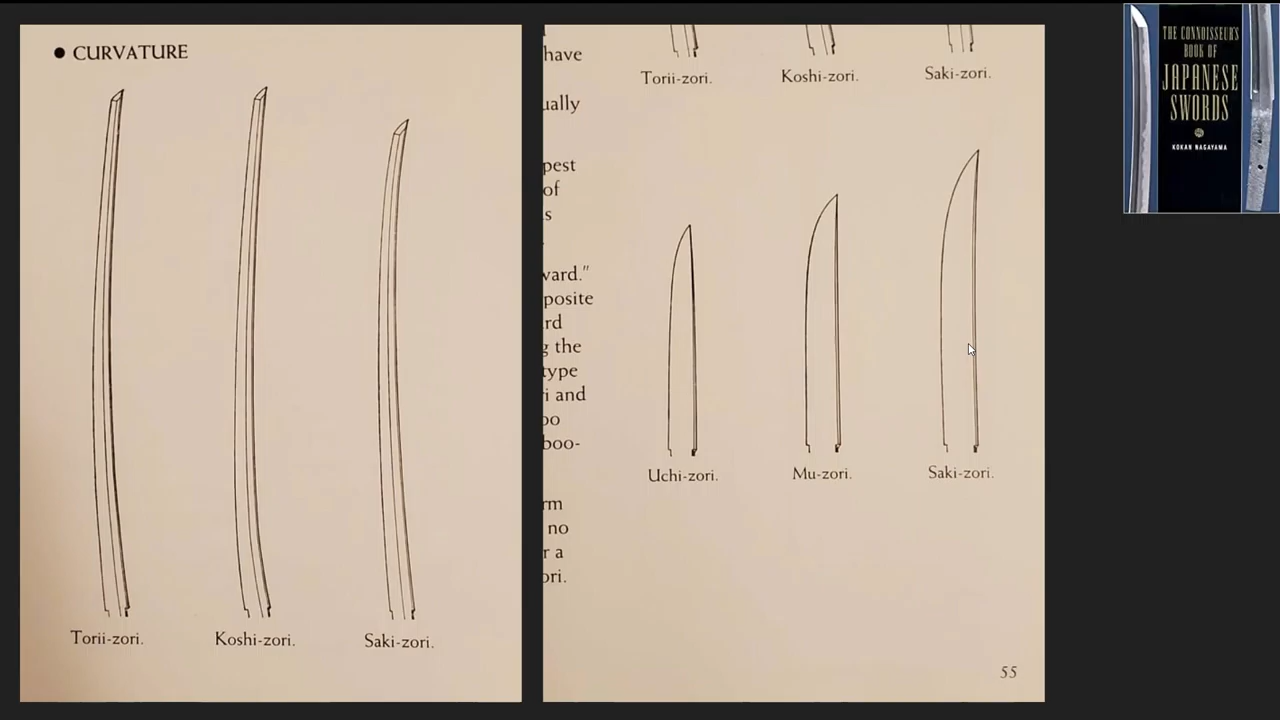 ● CURVATURE
Torii-zori.
Koshi-zori.
Saki-zori.
have
ually
pest
of
s
vard."
posite
rd
g the
type
i and
oo
boo-
rm
no
r a
ori.
Torii-zori.
Koshi-zori.
Saki-zori.
Uchi-zori.
Mu-zori.
Saki-zori.
55
THE CONNOISSEUR'S
BOOK OF
JAPANESE
SWORDS
KOKAN NAGAYAMA